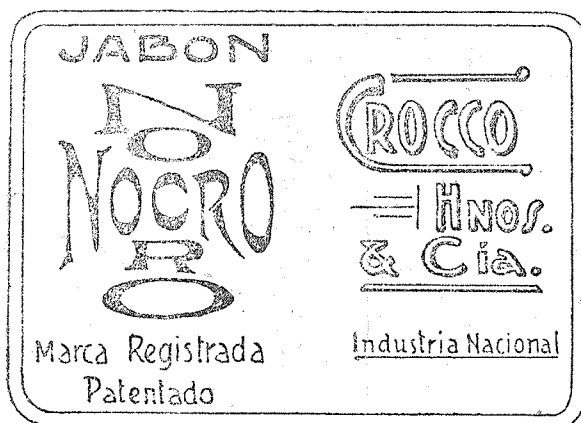 JABON
N
O
NOCRO
R
O
Marca Registrada
Patentado
CROCCO
HNOS.
& Cía.
Industria Nacional